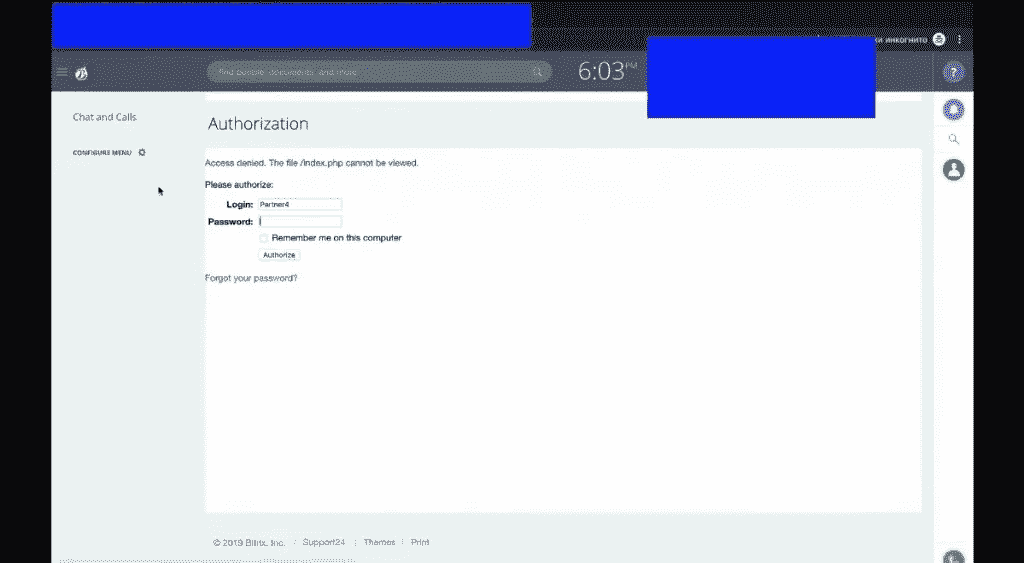 ки инкогнито
find people, documents, and more
6:03 PM
?
Chat and Calls
CONFIGURE MENU
Authorization
Access denied. The file /index.php cannot be viewed.
Please authorize:
Login: Partner4
Password:
Remember me on this computer
Authorize
Forgot your password?
© 2019 Bitrix, Inc. Support24 Themes Print